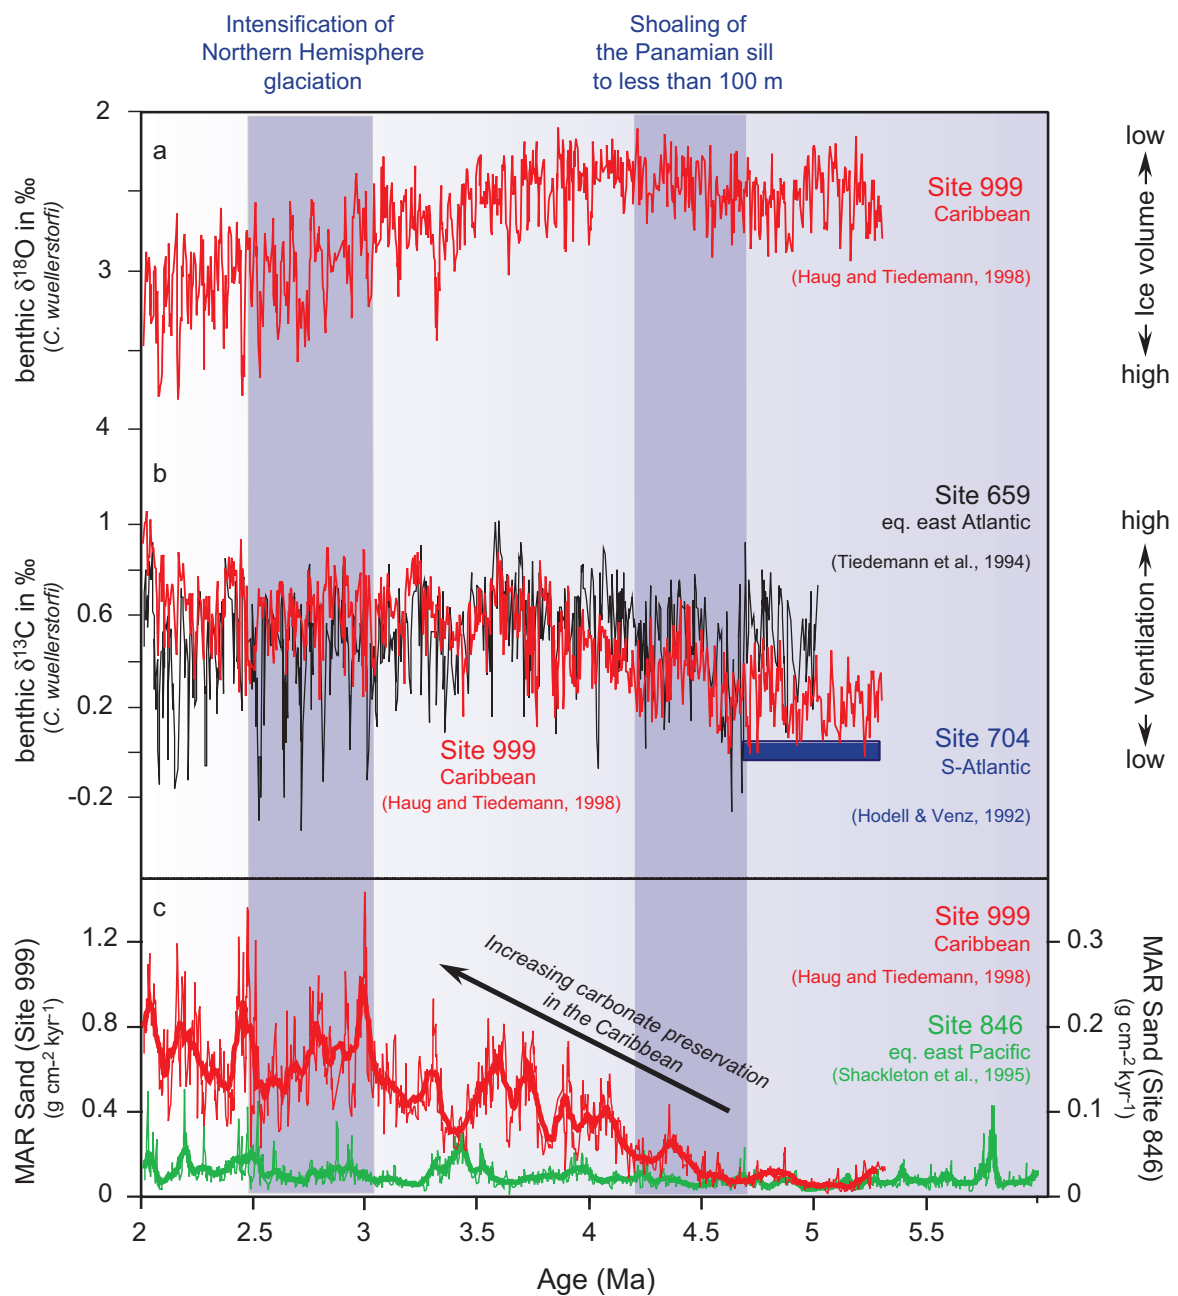 Intensification of
Northern Hemisphere
glaciation
Shoaling of
the Panamian sill
to less than 100 m
2
3
4
a
benthic δ18O in ‰
(C. wuellerstorfi)
Site 999
Caribbean
(Haug and Tiedemann, 1998)
low
Ice volume
high
b
1
0.6
0.2
-0.2
benthic δ13C in ‰
(C. wuellerstorfi)
Site 659
eq. east Atlantic
(Tiedemann et al., 1994)
Site 999
Caribbean
(Haug and Tiedemann, 1998)
Site 704
S-Atlantic
(Hodell & Venz, 1992)
high
Ventilation
low
c
1.2
0.8
0.4
0
MAR Sand (Site 999)
(g cm-2 kyr-1)
Increasing carbonate preservation
in the Caribbean
Site 999
Caribbean
(Haug and Tiedemann, 1998)
Site 846
eq. east Pacific
(Shackleton et al., 1995)
0.3
0.2
0.1
0
MAR Sand (Site 846)
(g cm-2 kyr-1)
2
2.5
3
3.5
4
4.5
5
5.5
Age (Ma)